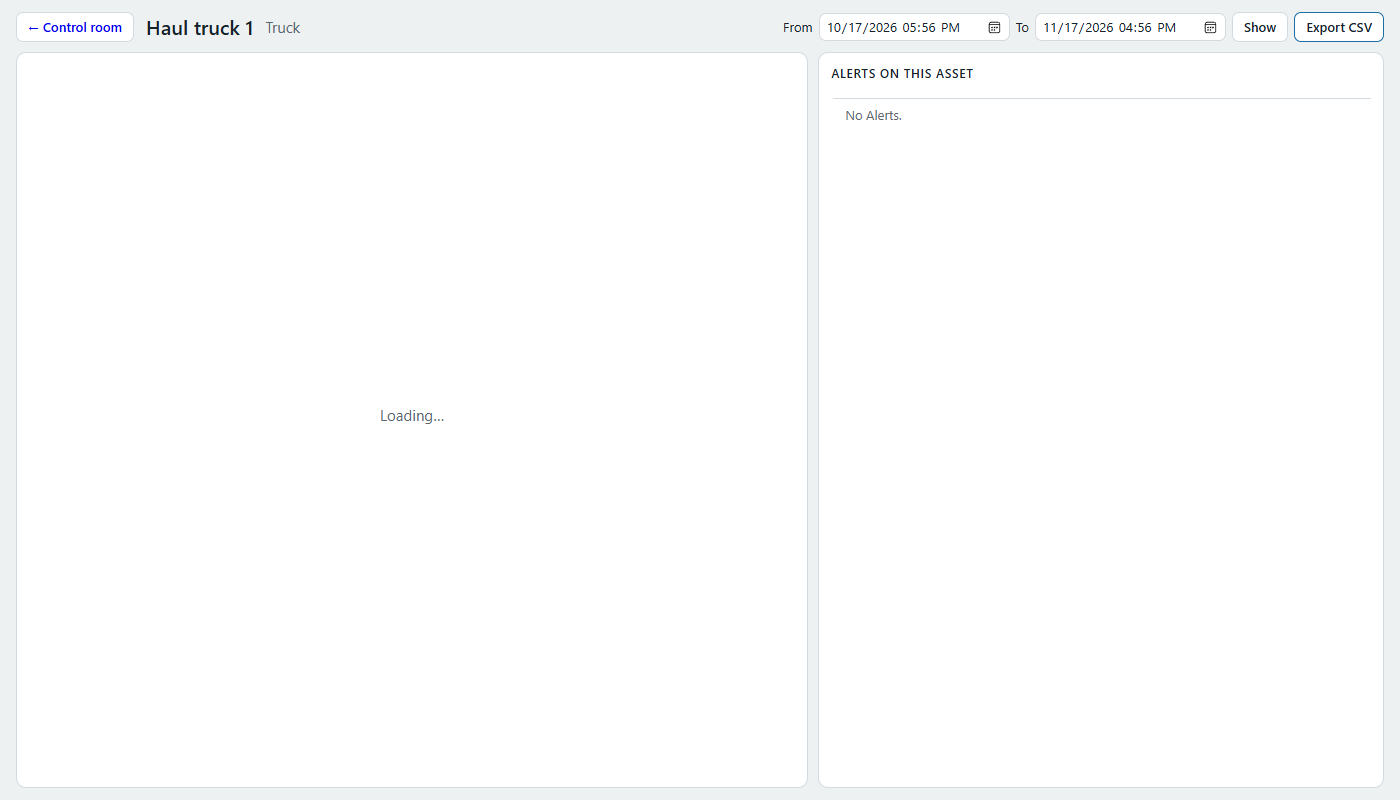 ← Control room Haul truck 1 Truck From 10/17/2026 05:56 PM To 11/17/2026 04:56 PM Show Export CSV
ALERTS ON THIS ASSET
No Alerts.
Loading...